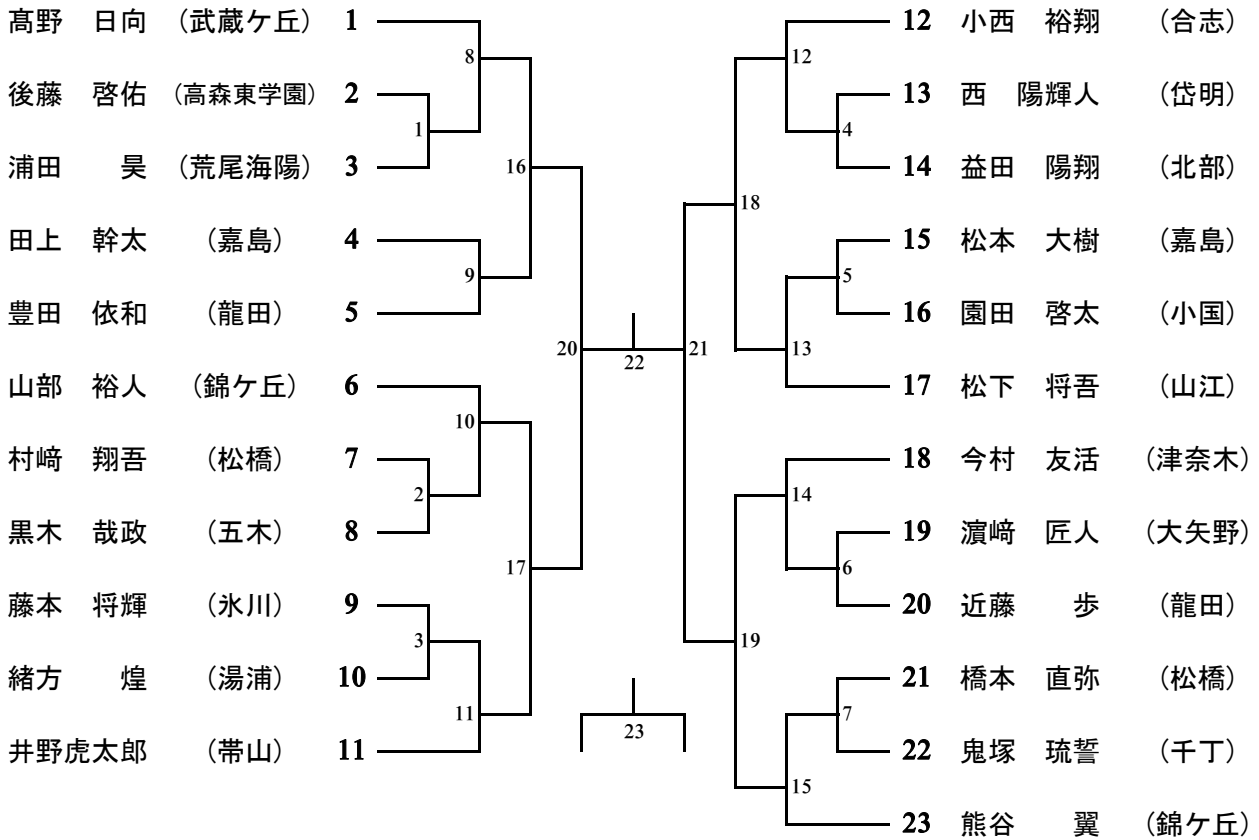 髙野 日向 (武蔵ケ丘) 1
後藤 啓佑 (高森東学園) 2
浦田 昊 (荒尾海陽) 3
田上 幹太 (嘉島) 4
豊田 依和 (龍田) 5
山部 裕人 (錦ケ丘) 6
村﨑 翔吾 (松橋) 7
黒木 哉政 (五木) 8
藤本 将輝 (氷川) 9
緒方 煌 (湯浦) 10
井野虎太郎 (帯山) 11
1
2
3
8
9
10
11
16
17
20
22
23
21
18
19
12
13
14
15
4
5
6
7
12 小西 裕翔 (合志)
13 西 陽輝人 (岱明)
14 益田 陽翔 (北部)
15 松本 大樹 (嘉島)
16 園田 啓太 (小国)
17 松下 将吾 (山江)
18 今村 友活 (津奈木)
19 濵﨑 匠人 (大矢野)
20 近藤 歩 (龍田)
21 橋本 直弥 (松橋)
22 鬼塚 琉誓 (千丁)
23 熊谷 翼 (錦ケ丘)